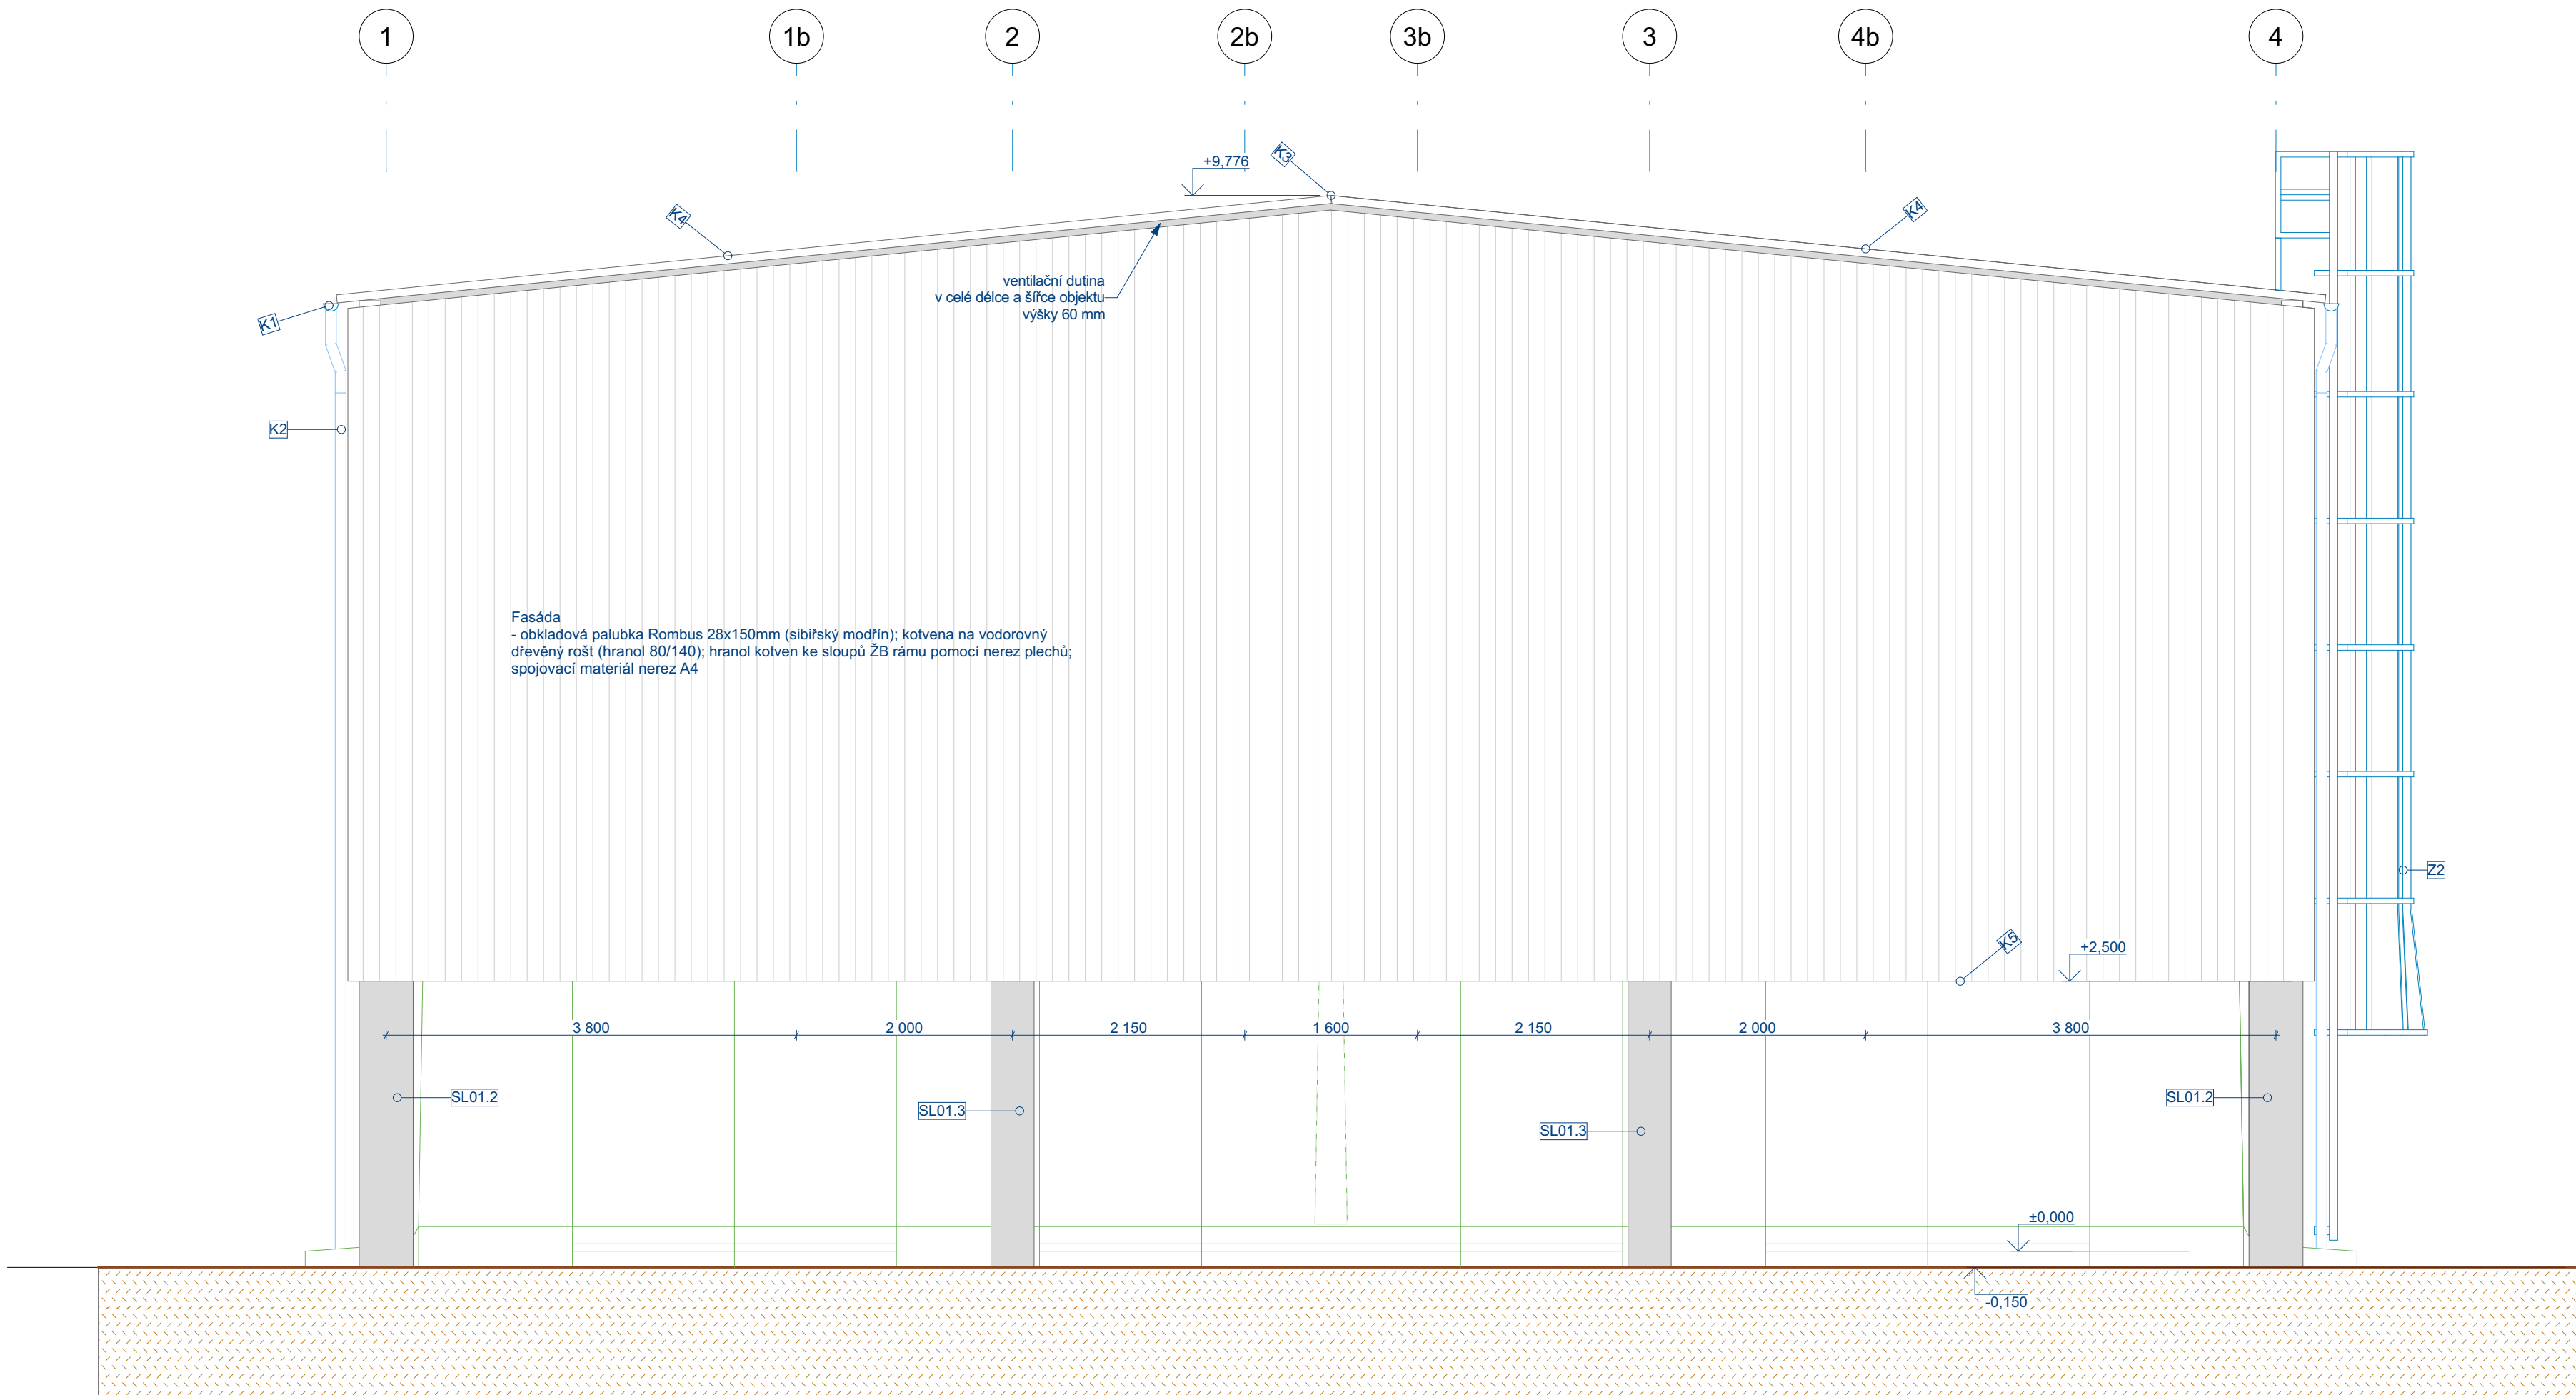 1
1b
2
2b
3b
3
4b
4
+9,776
K3
K4
K4
ventilační dutina
v celé délce a šířce objektu
výšky 60 mm
K1
K2
Fasáda
- obkladová palubka Rombus 28x150mm (sibiřský modřín); kotvena na vodorovný
dřevěný rošt (hranol 80/140); hranol kotven ke sloupů ŽB rámu pomocí nerez plechů;
spojovací materiál nerez A4
Z2
K5
+2,500
3 800
2 000
2 150
1 600
2 150
2 000
3 800
SL01.2
SL01.3
SL01.3
SL01.2
±0,000
-0,150